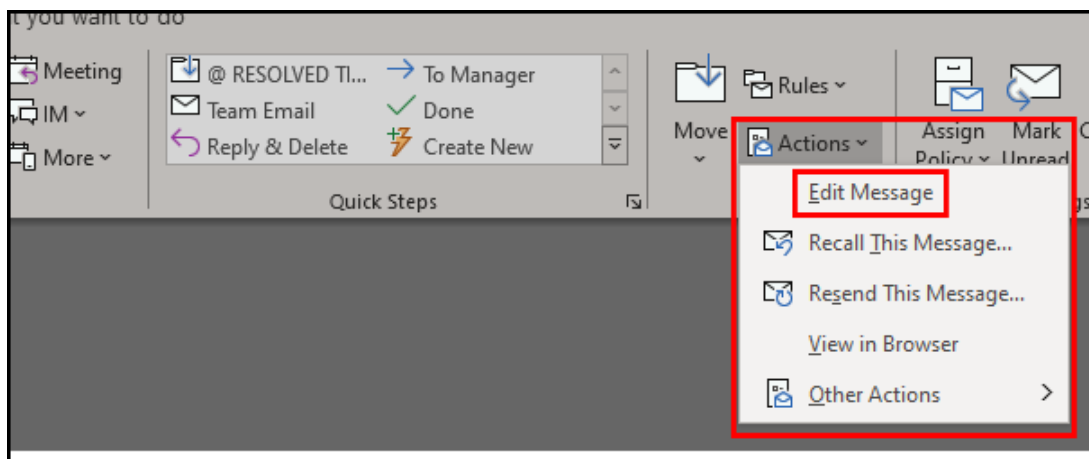 t you want to do
Meeting
IM
More
@ RESOLVED TI...
To Manager
Team Email
Done
Reply & Delete
Create New
Quick Steps
Move
Rules
Actions
Assign
Policy
Mark
Unread
Edit Message
Recall This Message...
Resend This Message...
View in Browser
Other Actions